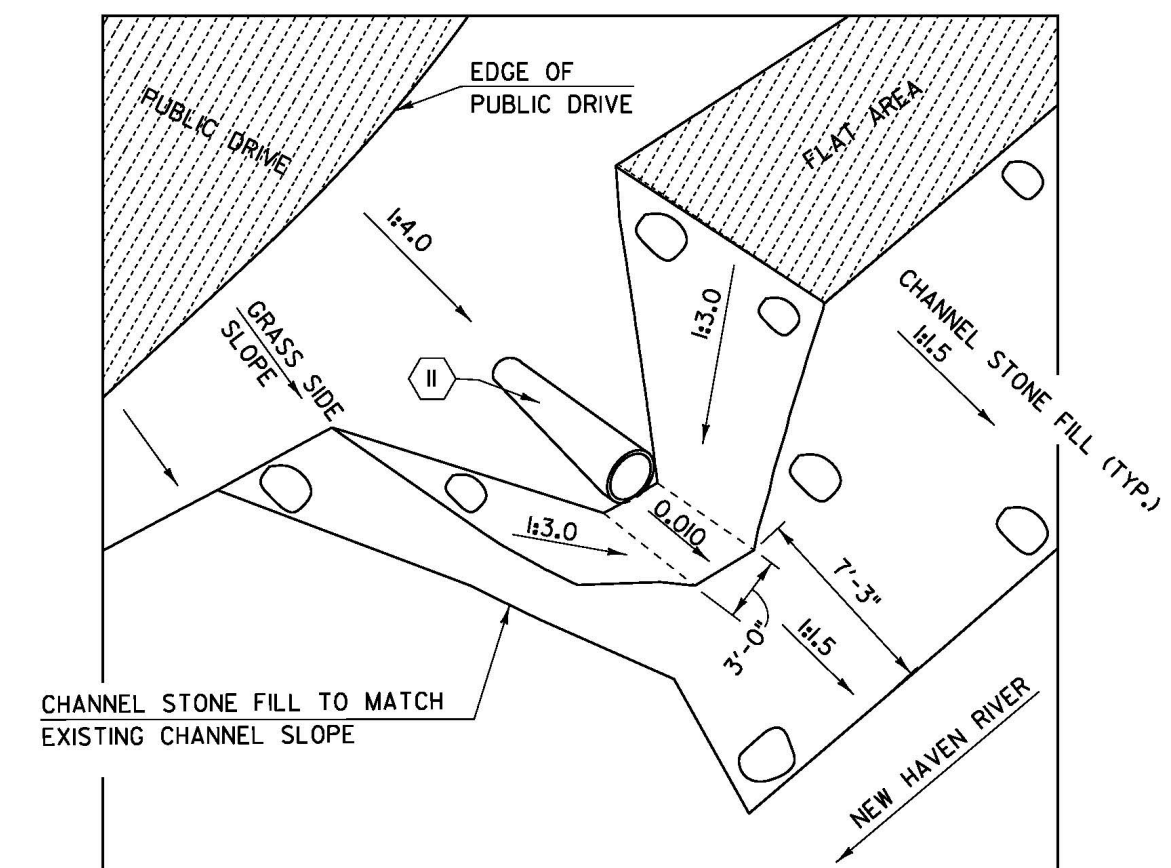 EDGE OF
PUBLIC DRIVE
PUBLIC DRIVE
FLAT AREA
1:4.0
GRASS SIDE
SLOPE
11
1:3.0
CHANNEL STONE FILL (TYP.)
1:1.5
0.010
1:3.0
7'-3"
3'-0"
1:1.5
CHANNEL STONE FILL TO MATCH
EXISTING CHANNEL SLOPE
NEW HAVEN RIVER